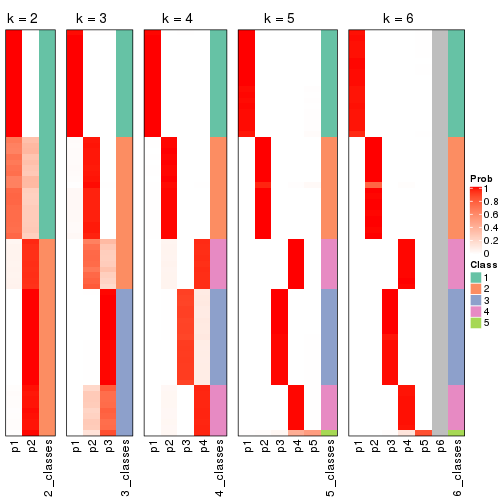 k = 2
k = 3
k = 4
k = 5
k = 6
Prob
1
0.8
0.6
0.4
0.2
0
Class
1
2
3
4
5
p1
p2
2_classes
p1
p2
p3
3_classes
p1
p2
p3
p4
4_classes
p1
p2
p3
p4
p5
5_classes
p1
p2
p3
p4
p5
p6
6_classes